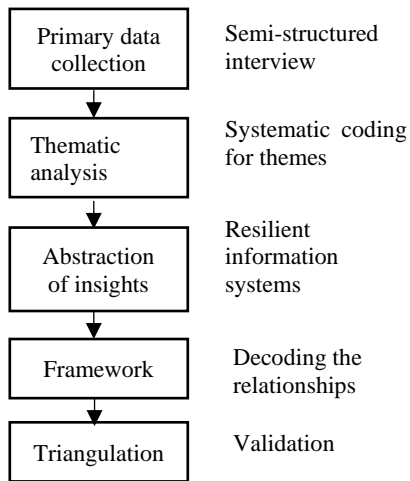 Primary data
collection
Semi-structured
interview
Thematic
analysis
Systematic coding
for themes
Abstraction
of insights
Resilient
information
systems
Framework
Decoding the
relationships
Triangulation
Validation